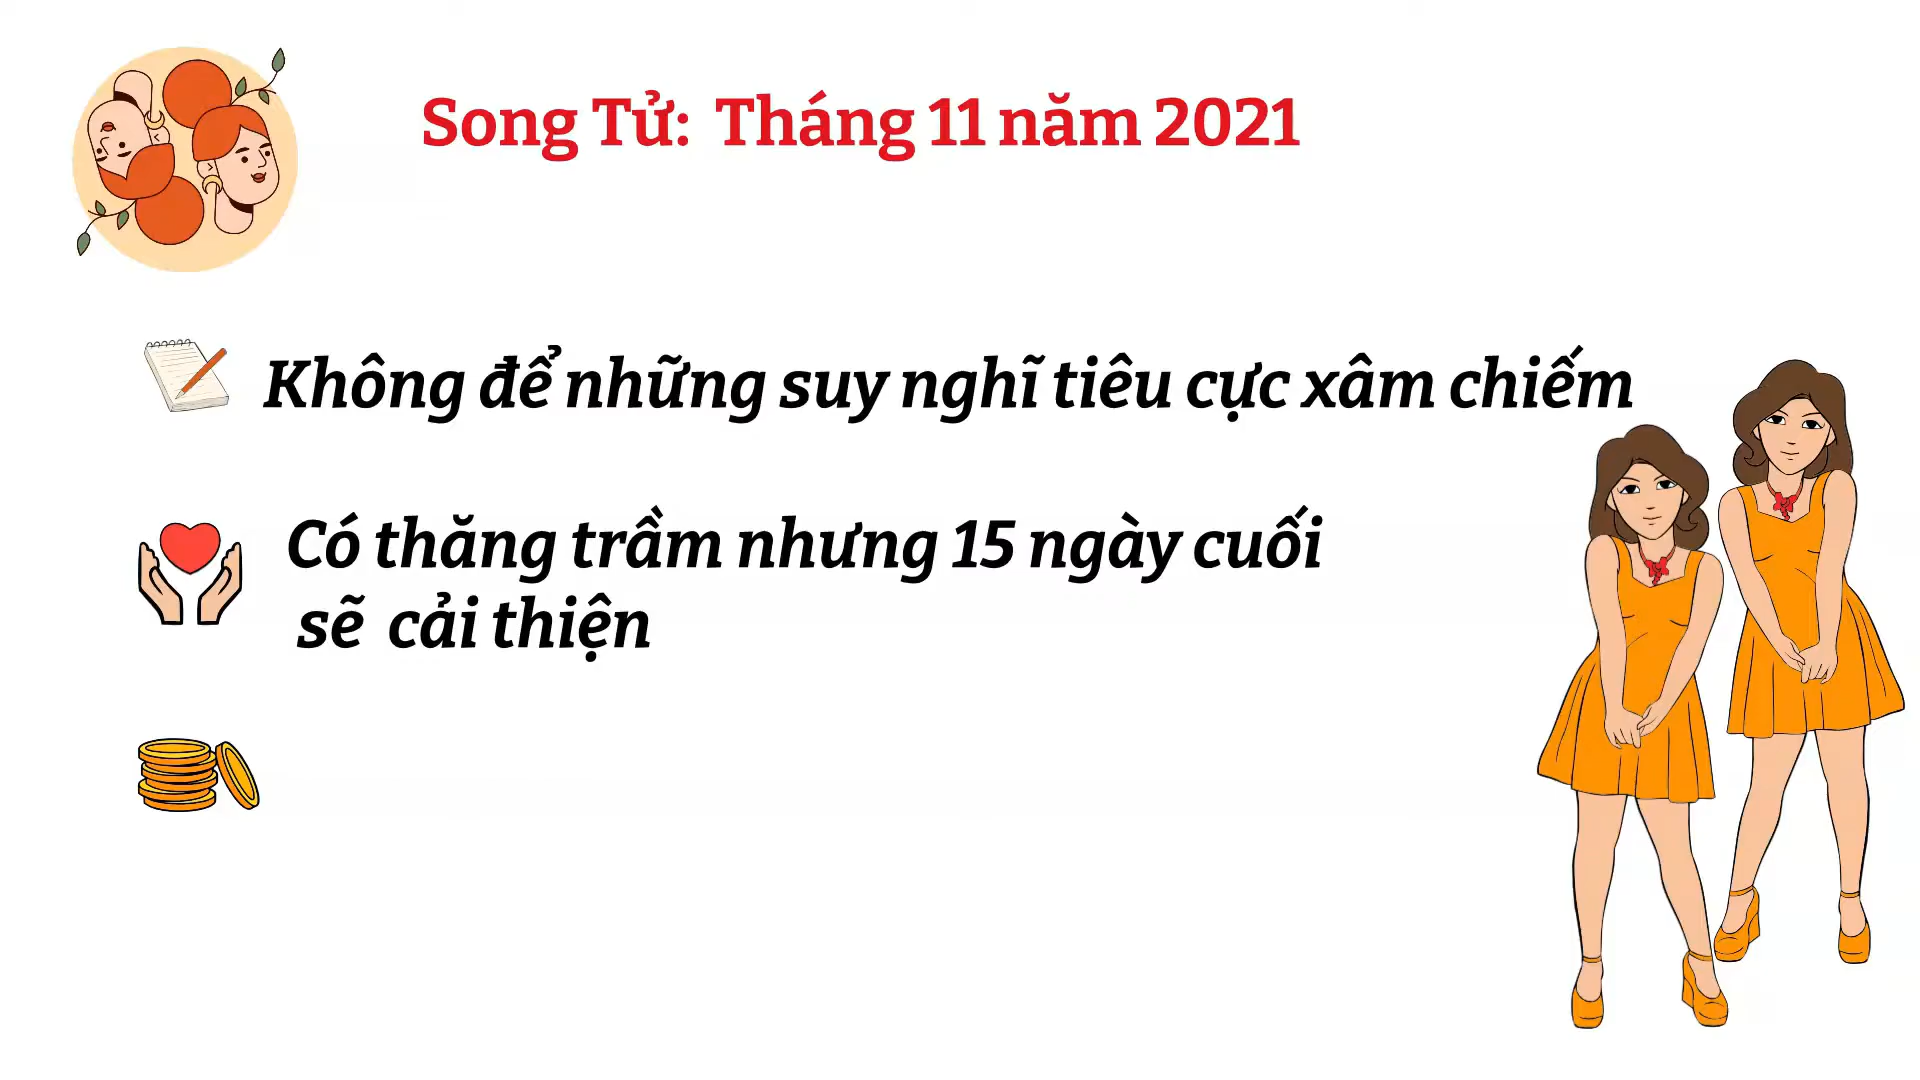 Song Tử: Tháng 11 năm 2021
Không để những suy nghĩ tiêu cực xâm chiếm
Có thăng trầm nhưng 15 ngày cuối
sẽ cải thiện